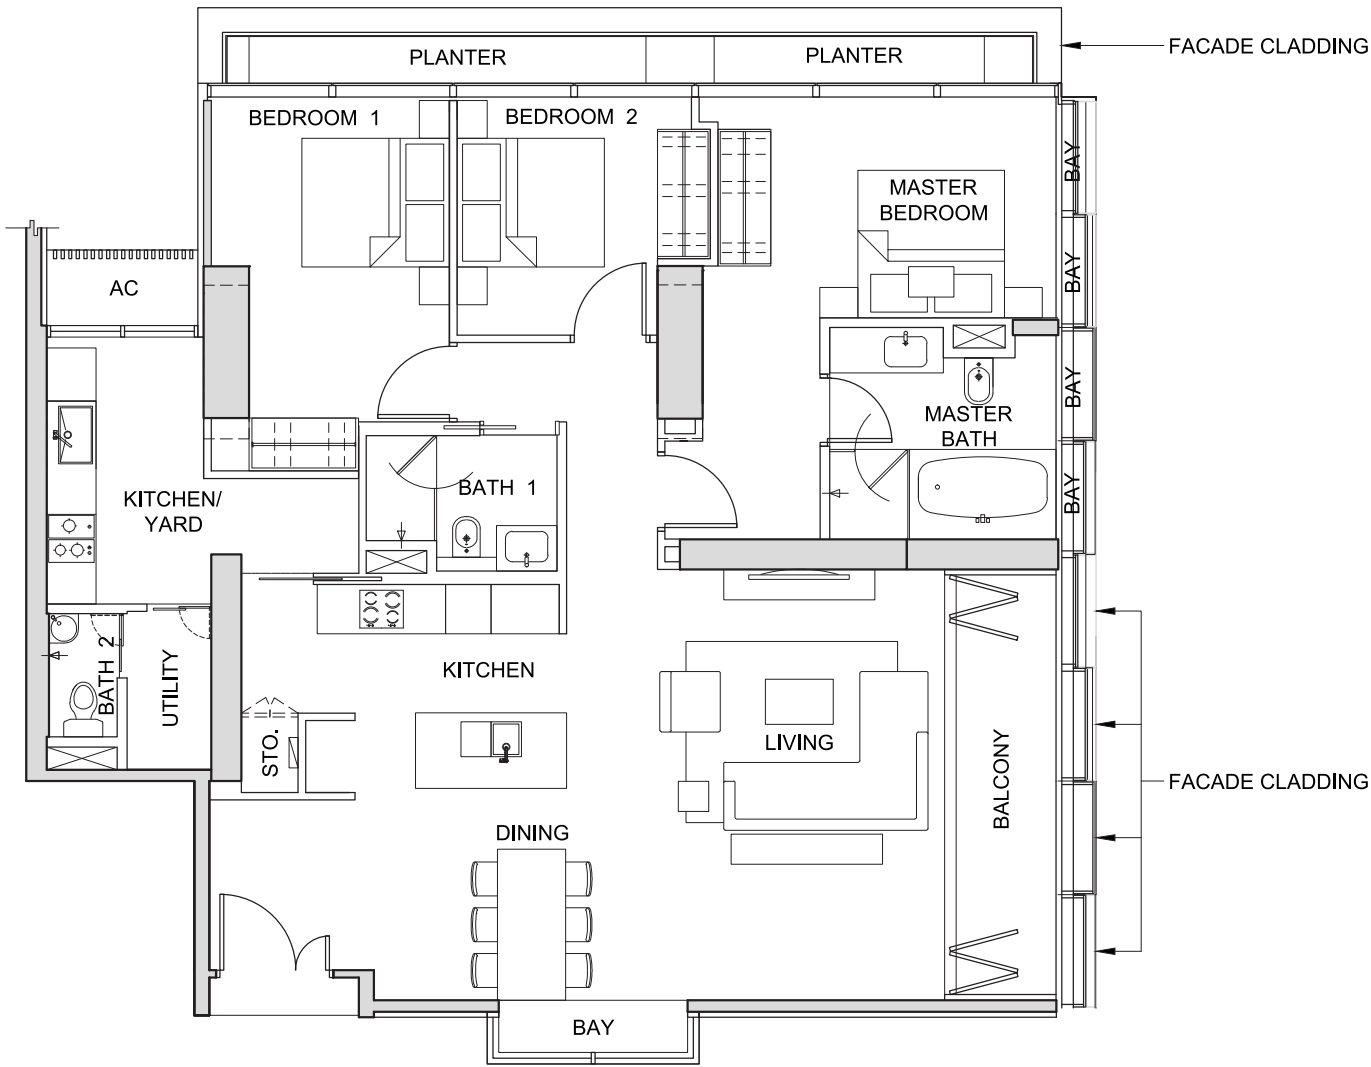 PLANTER
PLANTER
FACADE CLADDING
BEDROOM 1
BEDROOM 2
BAY
MASTER
BEDROOM
BAY
AC
BAY
MASTER
BATH
BAY
KITCHEN/
YARD
BATH 1
BATH 2
UTILITY
KITCHEN
STO.
LIVING
BALCONY
FACADE CLADDING
DINING
BAY